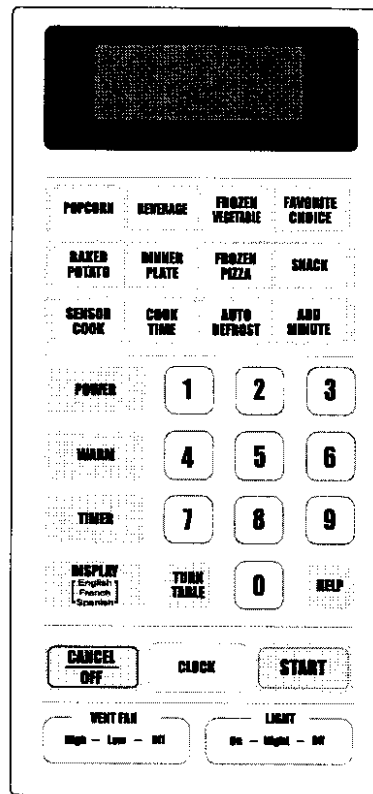 POPCORN BEVERAGE FROZEN VEGETABLE FAVORITE CHOICE
BAKED POTATO DINNER PLATE FROZEN PIZZA SNACK
SENSOR COOK COOK TIME AUTO DEFROST ADD MINUTE
POWER 1 2 3
WARM 4 5 6
TIMER 7 8 9
DISPLAY
English
French
Spanish
TURN TABLE 0 HELP
CANCEL
OFF
CLOCK START
VENT FAN
High – Low – Off
LIGHT
On – Night – Off